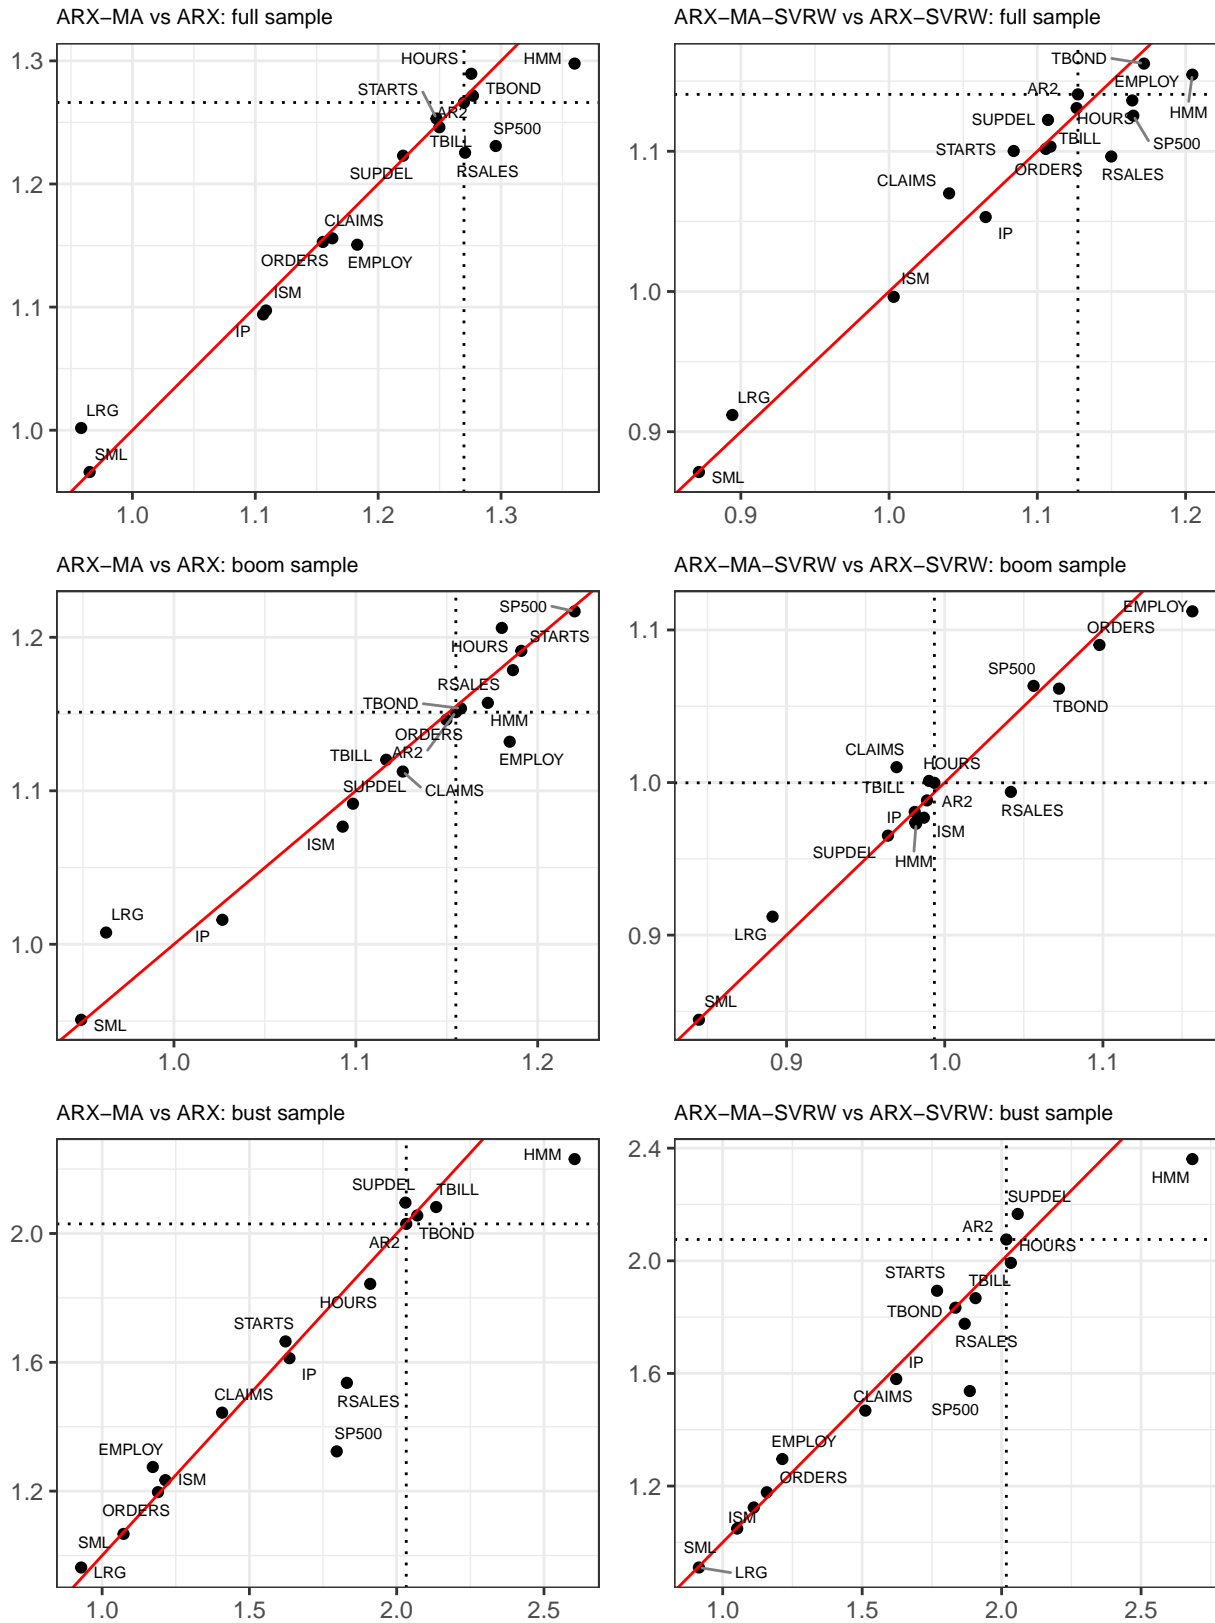 ARX−MA vs ARX: full sample
1.3
1.2
1.1
1.0
HOURS
HMM
STARTS
TBOND
AR2
TBILL
SP500
SUPDEL
RSALES
CLAIMS
ORDERS
EMPLOY
ISM
IP
LRG
SML
1.0
1.1
1.2
1.3
ARX−MA−SVRW vs ARX−SVRW: full sample
1.1
1.0
0.9
TBOND
EMPLOY
AR2
HMM
SUPDEL
HOURS
TBILL
SP500
STARTS
ORDERS
RSALES
CLAIMS
IP
ISM
LRG
SML
0.9
1.0
1.1
1.2
ARX−MA vs ARX: boom sample
1.2
1.1
1.0
SP500
STARTS
HOURS
RSALES
TBOND
HMM
ORDERS
AR2
TBILL
EMPLOY
SUPDEL
CLAIMS
ISM
LRG
IP
SML
1.0
1.1
1.2
ARX−MA−SVRW vs ARX−SVRW: boom sample
1.1
1.0
0.9
EMPLOY
ORDERS
SP500
TBOND
CLAIMS
HOURS
TBILL
AR2
RSALES
IP
ISM
SUPDEL
HMM
LRG
SML
0.9
1.0
1.1
ARX−MA vs ARX: bust sample
2.0
1.6
1.2
HMM
SUPDEL
TBILL
AR2
TBOND
HOURS
STARTS
IP
RSALES
CLAIMS
SP500
EMPLOY
ISM
ORDERS
SML
LRG
1.0
1.5
2.0
2.5
ARX−MA−SVRW vs ARX−SVRW: bust sample
2.4
2.0
1.6
1.2
HMM
SUPDEL
AR2
HOURS
STARTS
TBILL
TBOND
RSALES
IP
CLAIMS
SP500
EMPLOY
ORDERS
ISM
SML
LRG
1.0
1.5
2.0
2.5